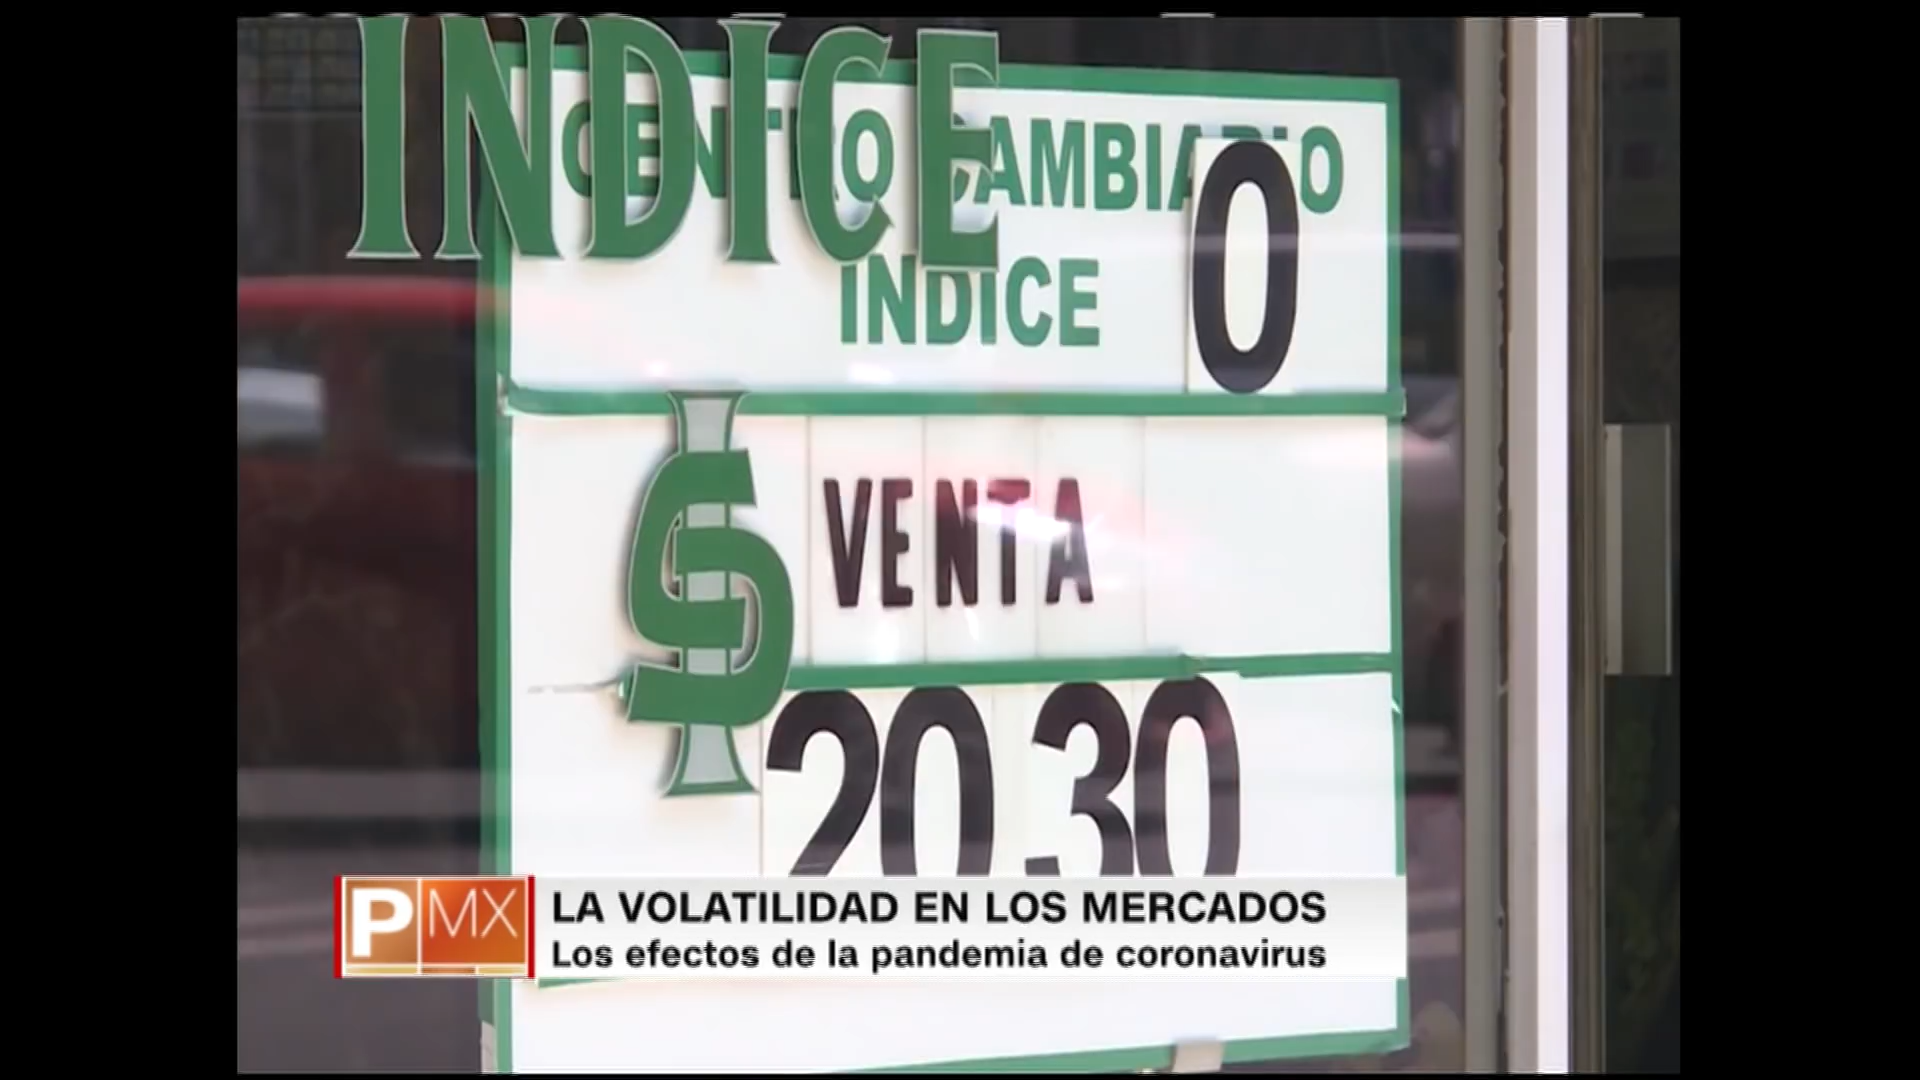 INDICE
CENTRO CAMBIARIO
INDICE
0
$ VENTA
20.30
P MX
LA VOLATILIDAD EN LOS MERCADOS
Los efectos de la pandemia de coronavirus